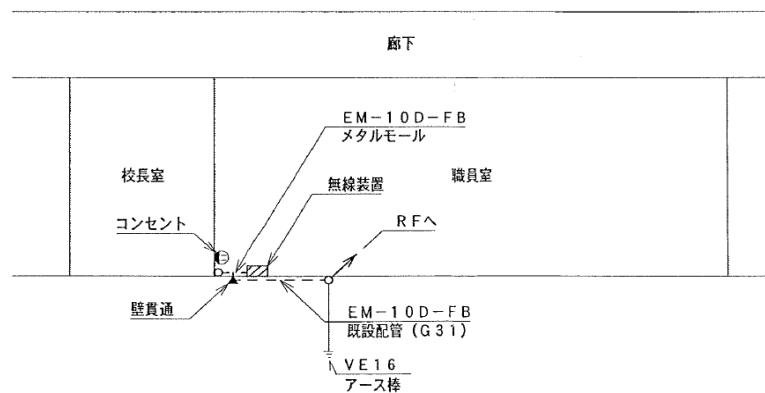 廊下
EM-10D-FB
メタルモール
校長室
無線装置
職員室
コンセント
RFへ
壁貫通
EM-10D-FB
既設配管(G31)
VE16
アース棒